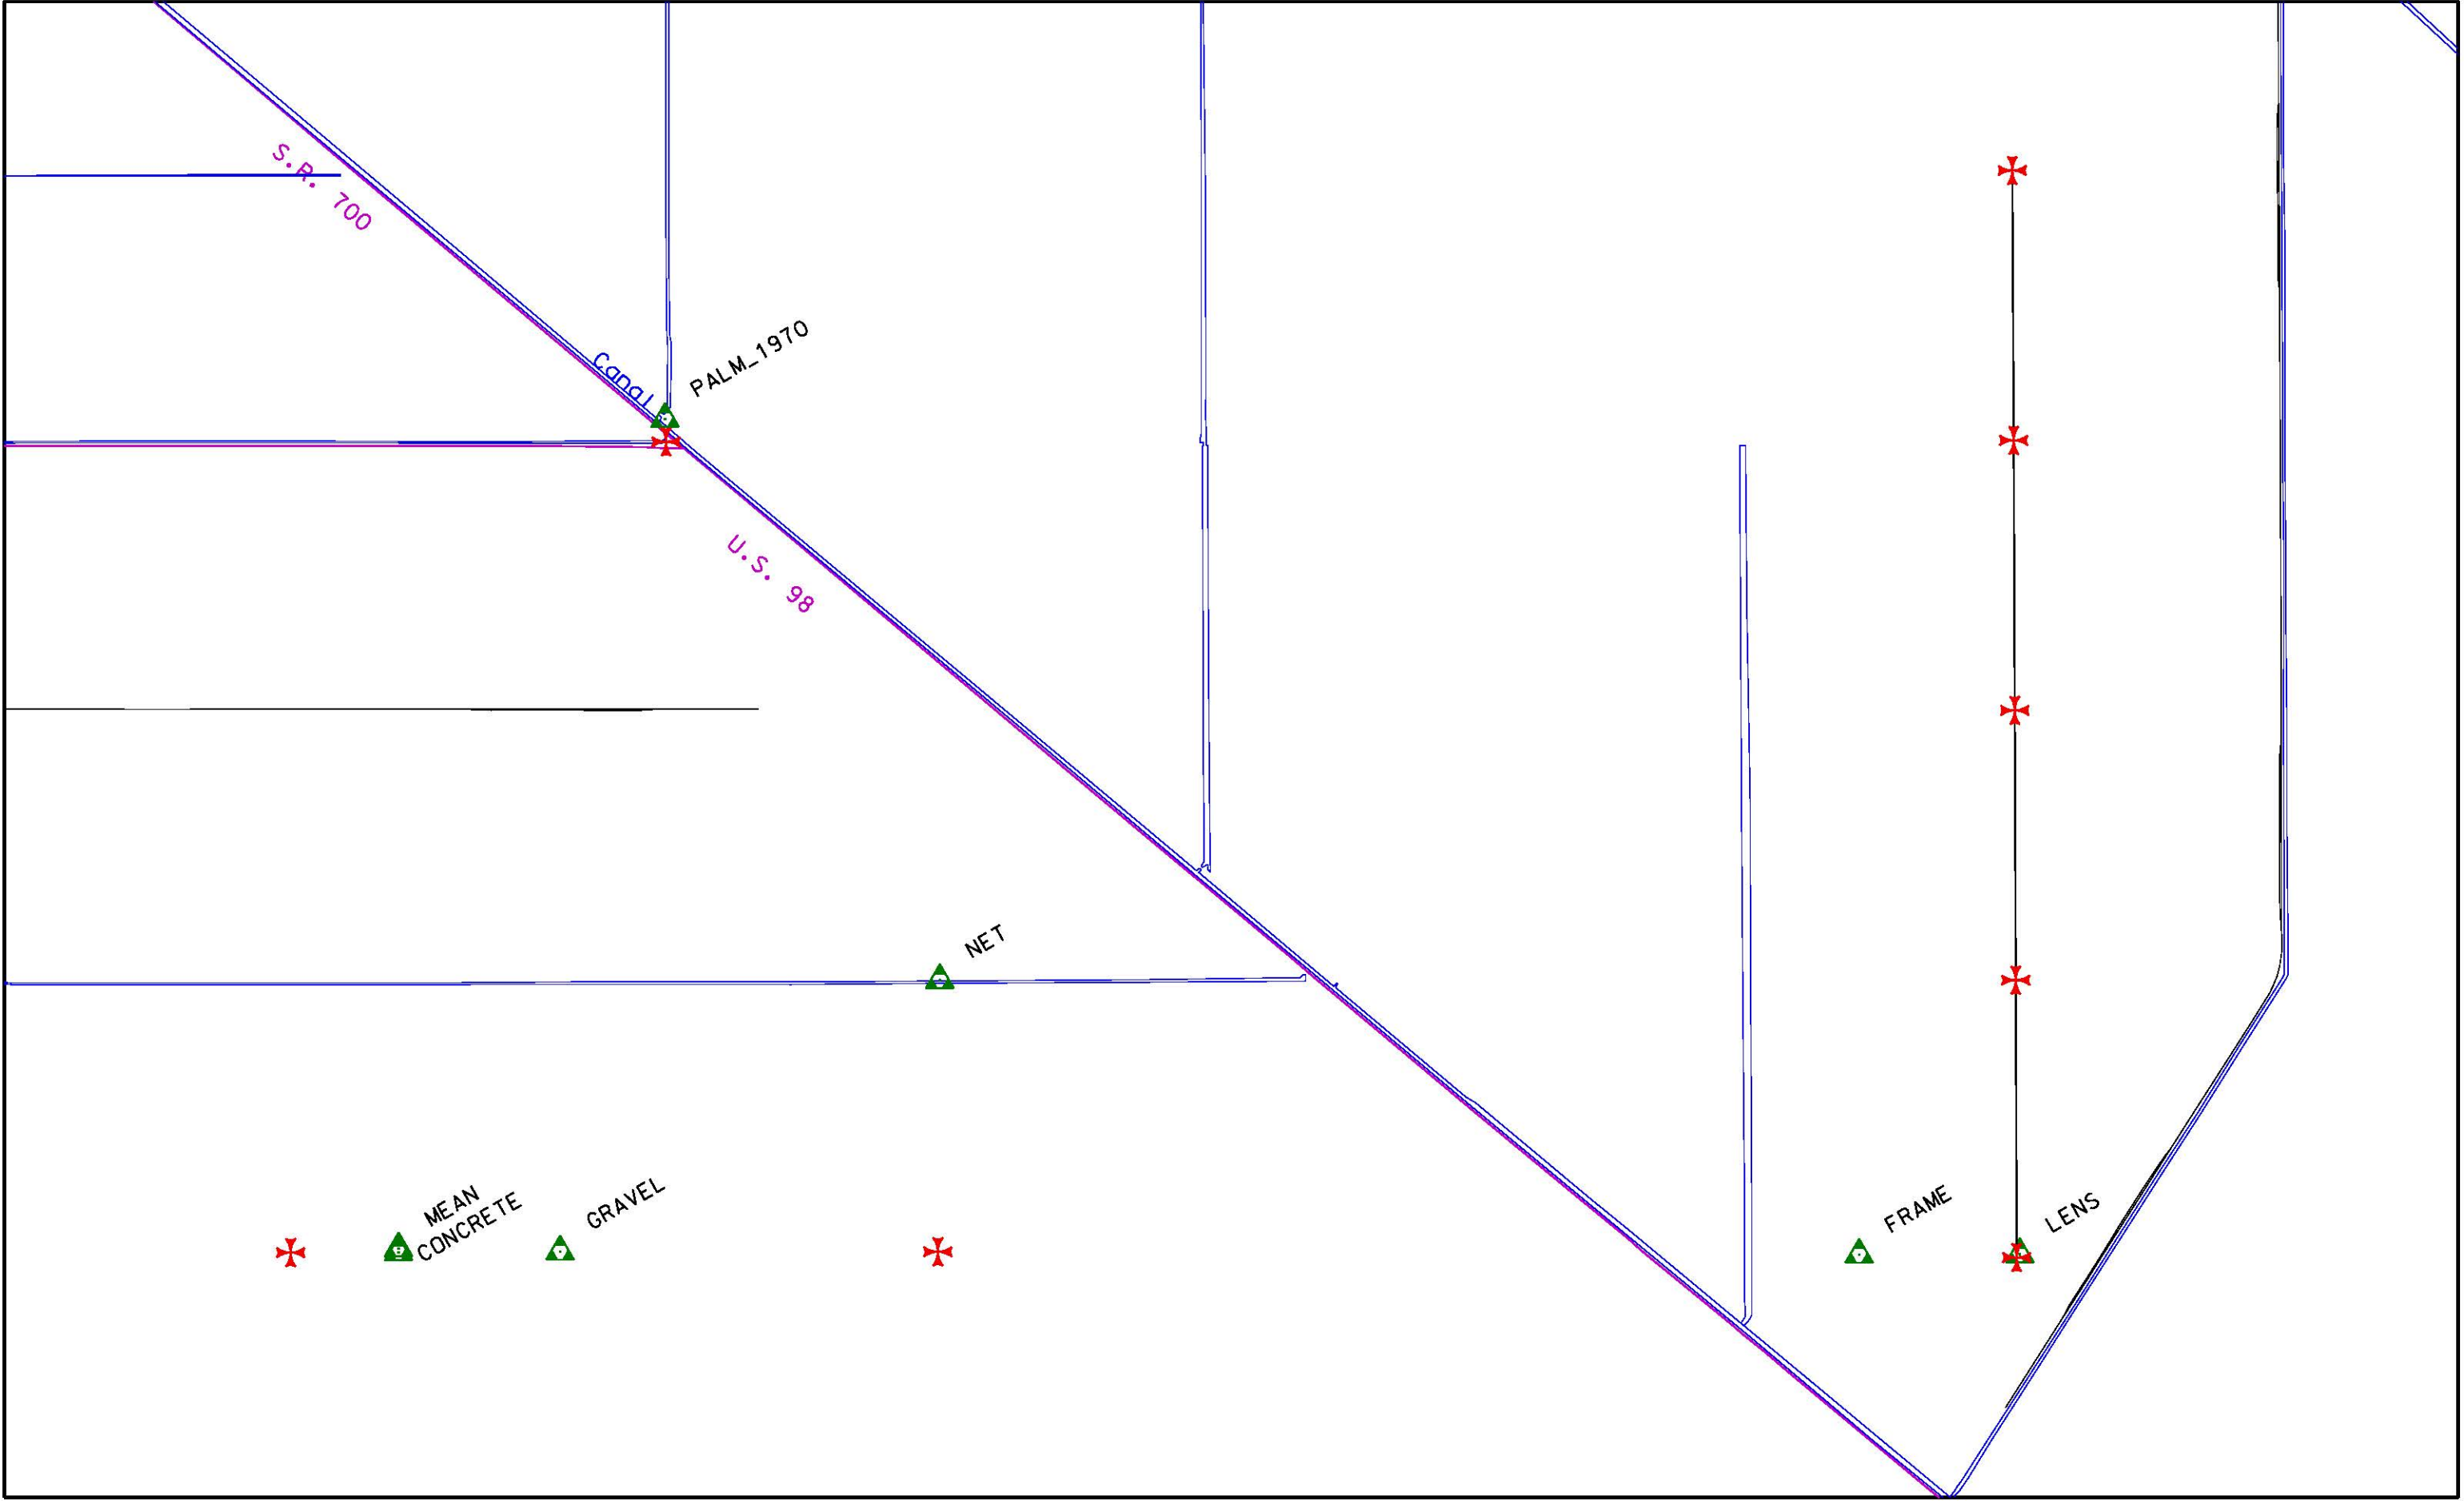 S.R. 700
Canal
PALM_1970
U.S. 98
NET
MEAN
CONCRETE
GRAVEL
FRAME
LENS